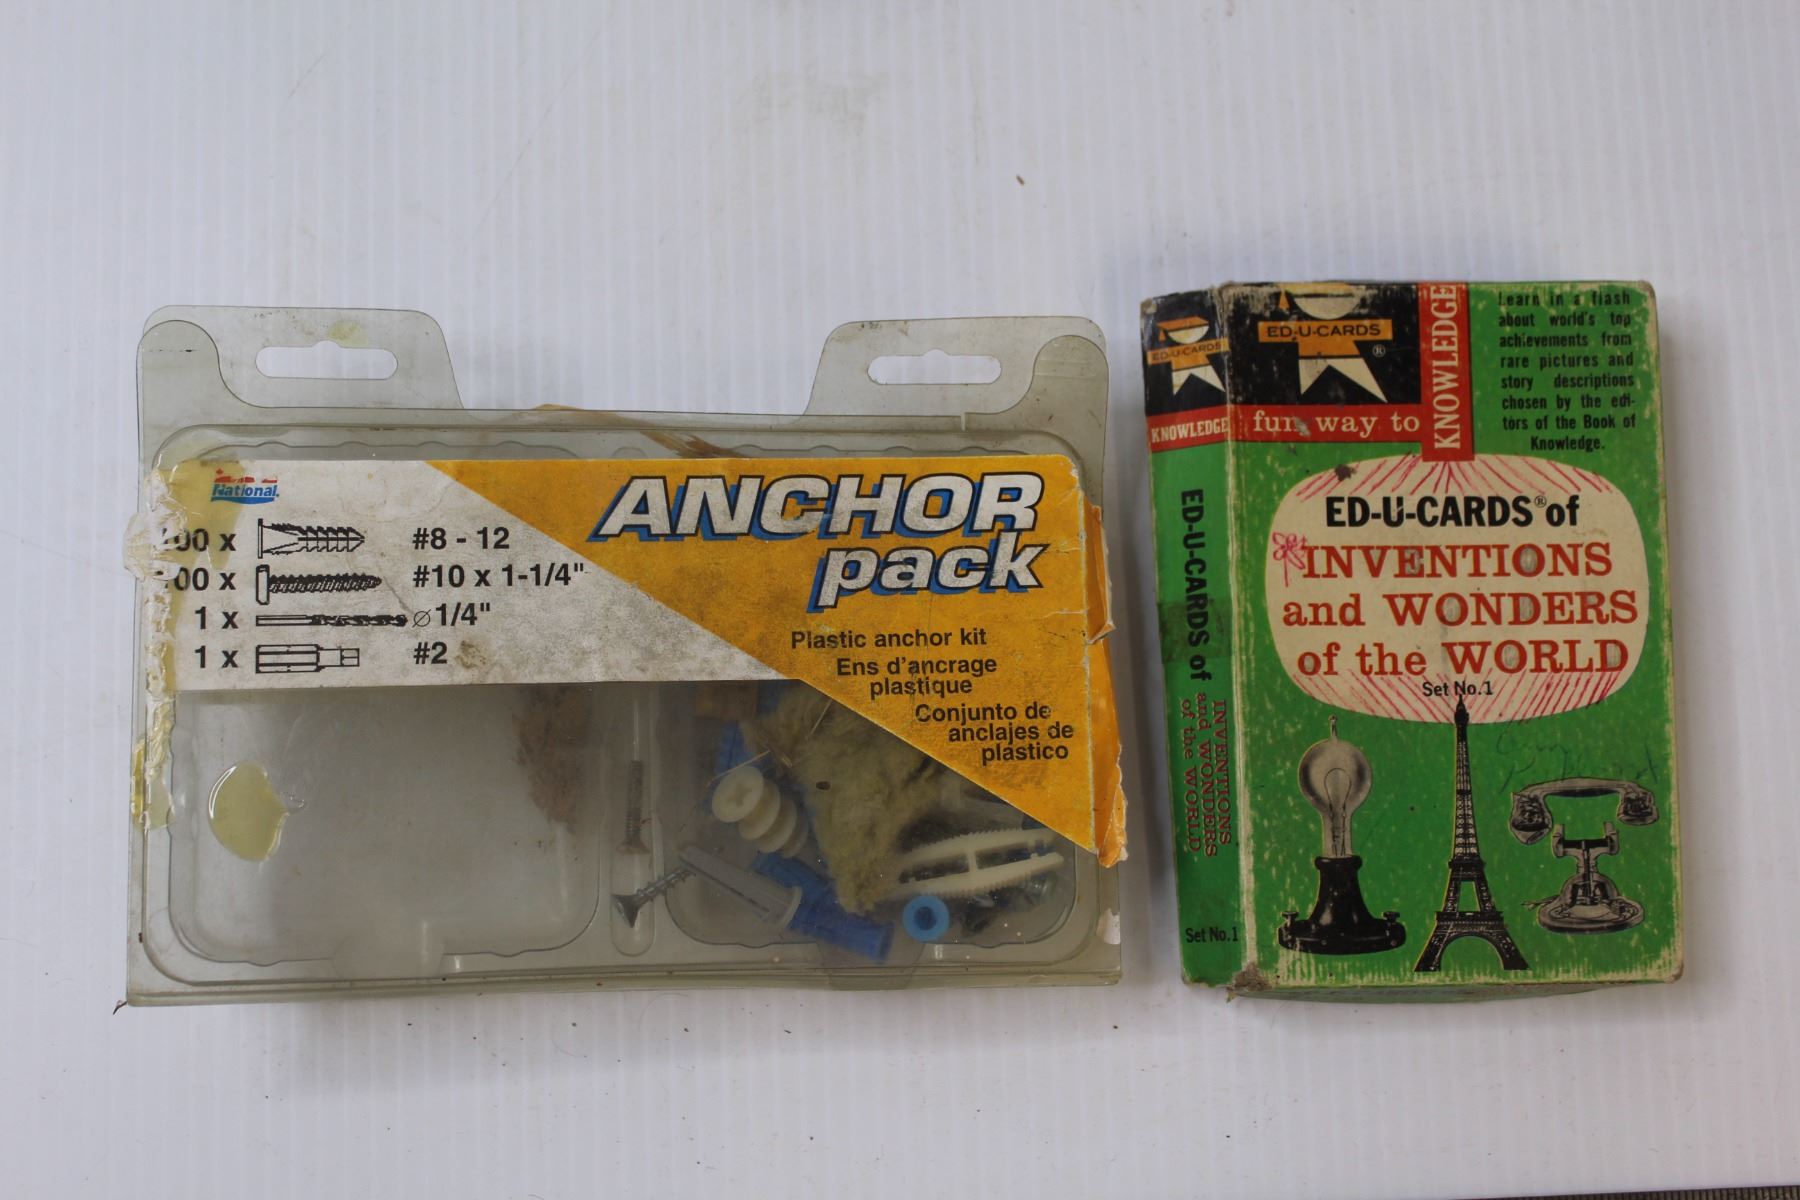 National.
00 x #8 - 12
00 x #10 x 1-1/4"
1 x ⌀1/4"
1 x #2
ANCHOR
pack
Plastic anchor kit
Ens d'ancrage
plastique
Conjunto de
anclajes de
plástico
ED-U-CARDS
KNOWLEDGE
ED-U-CARDS of
INVENTIONS
and WONDERS
of the WORLD
Set No.1
ED-U-CARDS
®
fun way to
KNOWLEDGE
Learn in a flash
about world's top
achievements from
rare pictures and
story descriptions
chosen by the edi-
tors of the Book of
Knowledge.
ED-U-CARDS® of
INVENTIONS
and WONDERS
of the WORLD
Set No.1